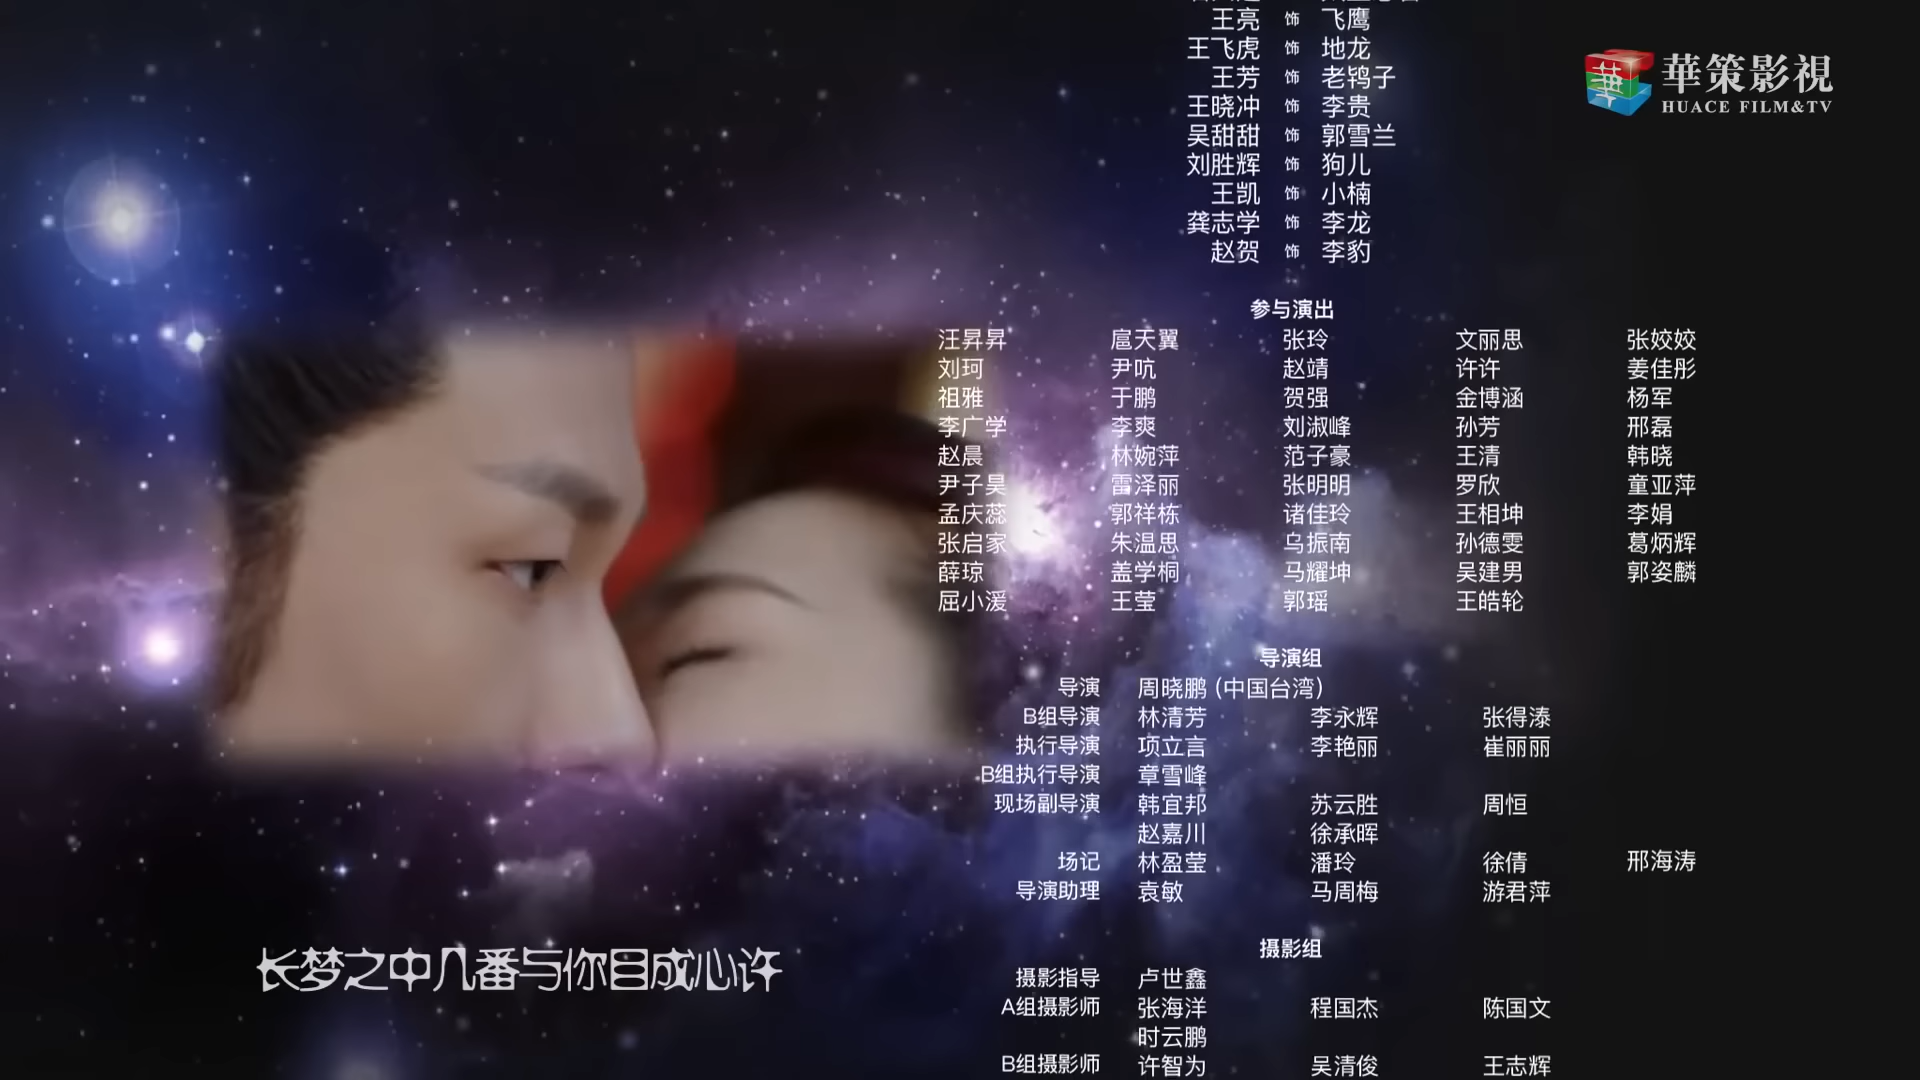 王亮 饰 飞鹰
王飞虎 饰 地龙
王芳 饰 老鸨子
王晓冲 饰 李贵
吴甜甜 饰 郭雪兰
刘胜辉 饰 狗儿
王凯 饰 小楠
龚志学 饰 李龙
赵贺 饰 李豹
華策影視
HUACE FILM&TV
参与演出
汪昇昇 扈天翼 张玲 文丽思 张姣姣
刘珂 尹吭 赵靖 许许 姜佳彤
祖雅 于鹏 贺强 金博涵 杨军
李广学 李爽 刘淑峰 孙芳 邢磊
赵晨 林婉萍 范子豪 王清 韩晓
尹子昊 雷泽丽 张明明 罗欣 童亚萍
孟庆蕊 郭祥栋 诸佳玲 王相坤 李娟
张启家 朱温思 乌振南 孙德雯 葛炳辉
薛琼 盖学桐 马耀坤 吴建男 郭姿麟
屈小湲 王莹 郭瑶 王皓轮
导演组
导演 周晓鹏 (中国台湾)
B组导演 林清芳 李永辉 张得溙
执行导演 项立言 李艳丽 崔丽丽
B组执行导演 章雪峰
现场副导演 韩宜邦 苏云胜 周恒
赵嘉川 徐承晖
场记 林盈莹 潘玲 徐倩 邢海涛
导演助理 袁敏 马周梅 游君萍
摄影组
摄影指导 卢世鑫
A组摄影师 张海洋 程国杰 陈国文
时云鹏
B组摄影师 许智为 吴清俊 王志辉
长梦之中几番与你目成心许